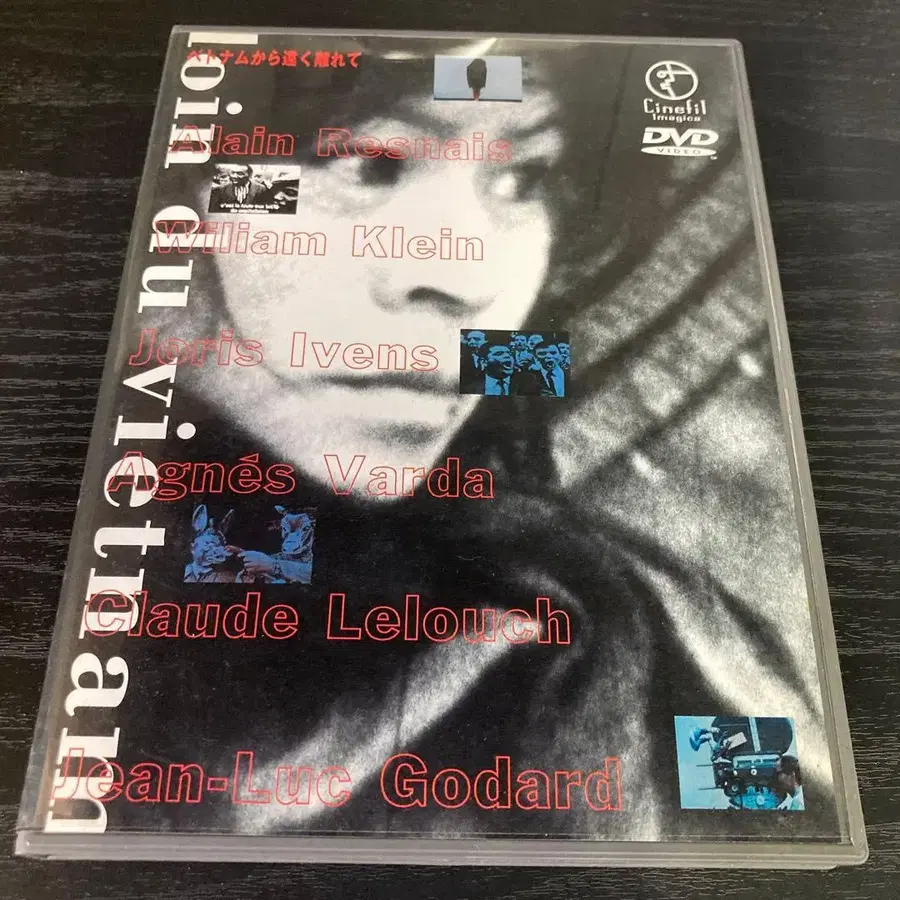 ベトナムから遠く離れて
loin du vietnam
Cinefil
Imagica
DVD
VIDEO
Alain Resnais
Wiliam Klein
Joris Ivens
Agnés Varda
Claude Lelouch
Jean-Luc Godard